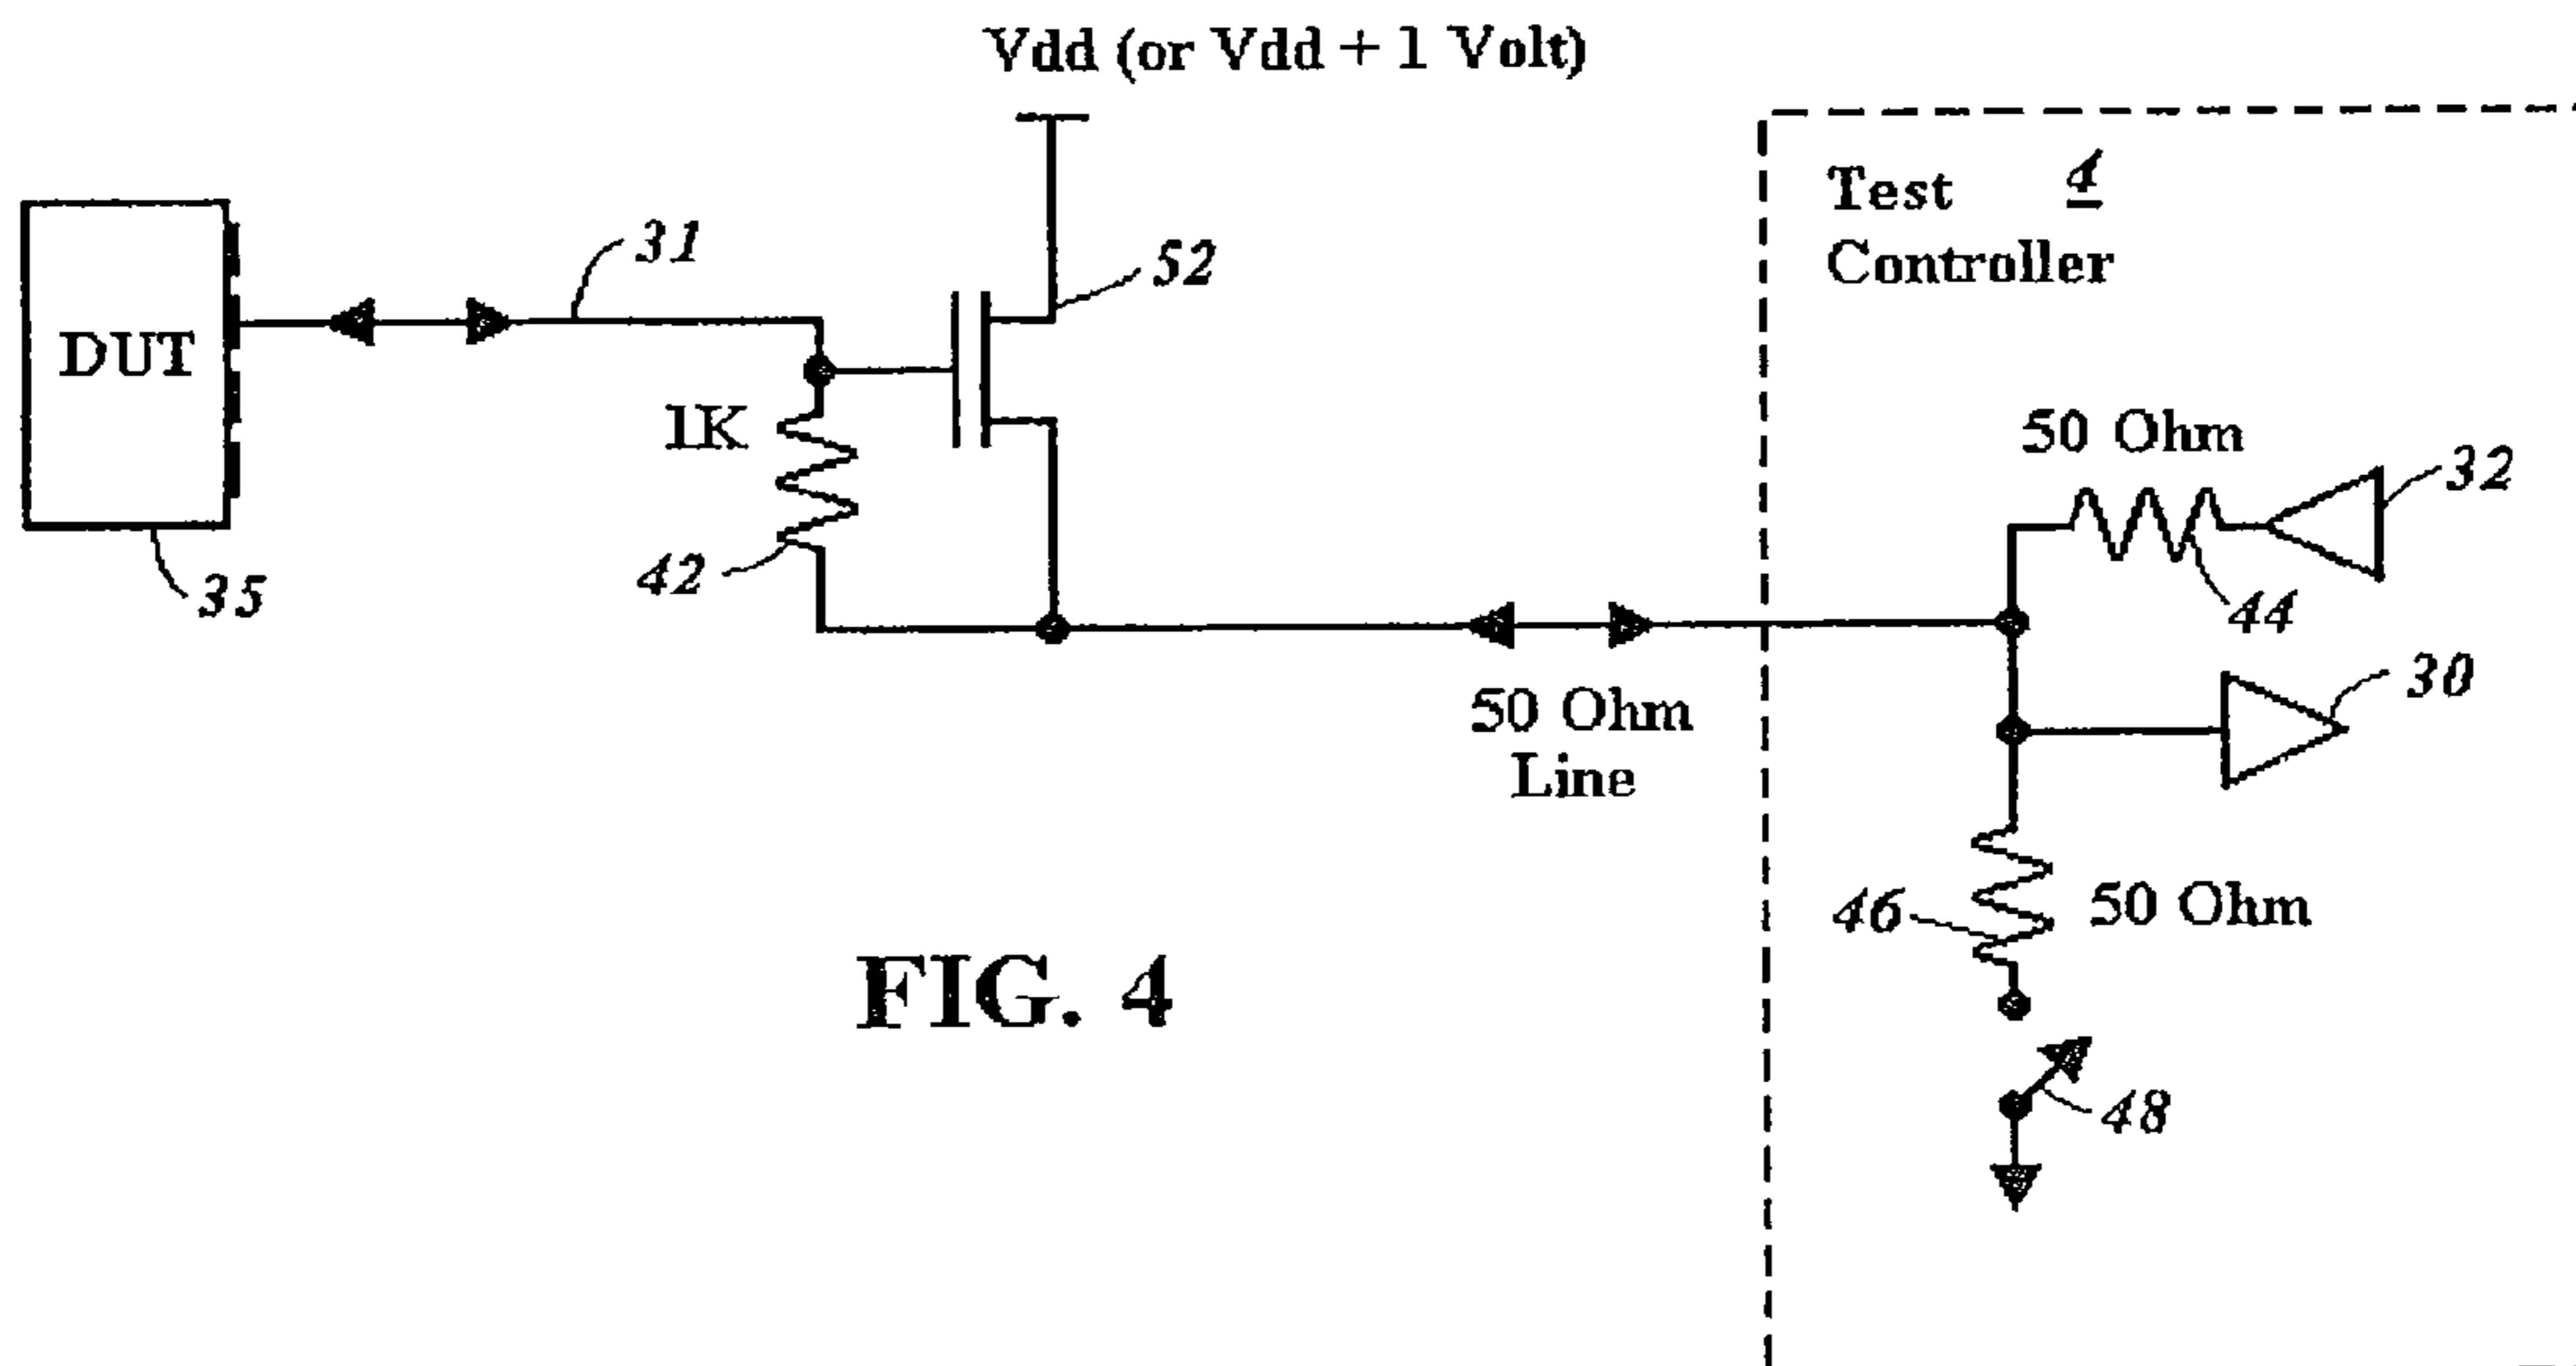 Vdd (or Vdd + 1 Volt)
Test 4
Controller
31
52
DUT
1K
50 Ohm
32
42
35
44
30
50 Ohm
Line
46
50 Ohm
FIG. 4
48